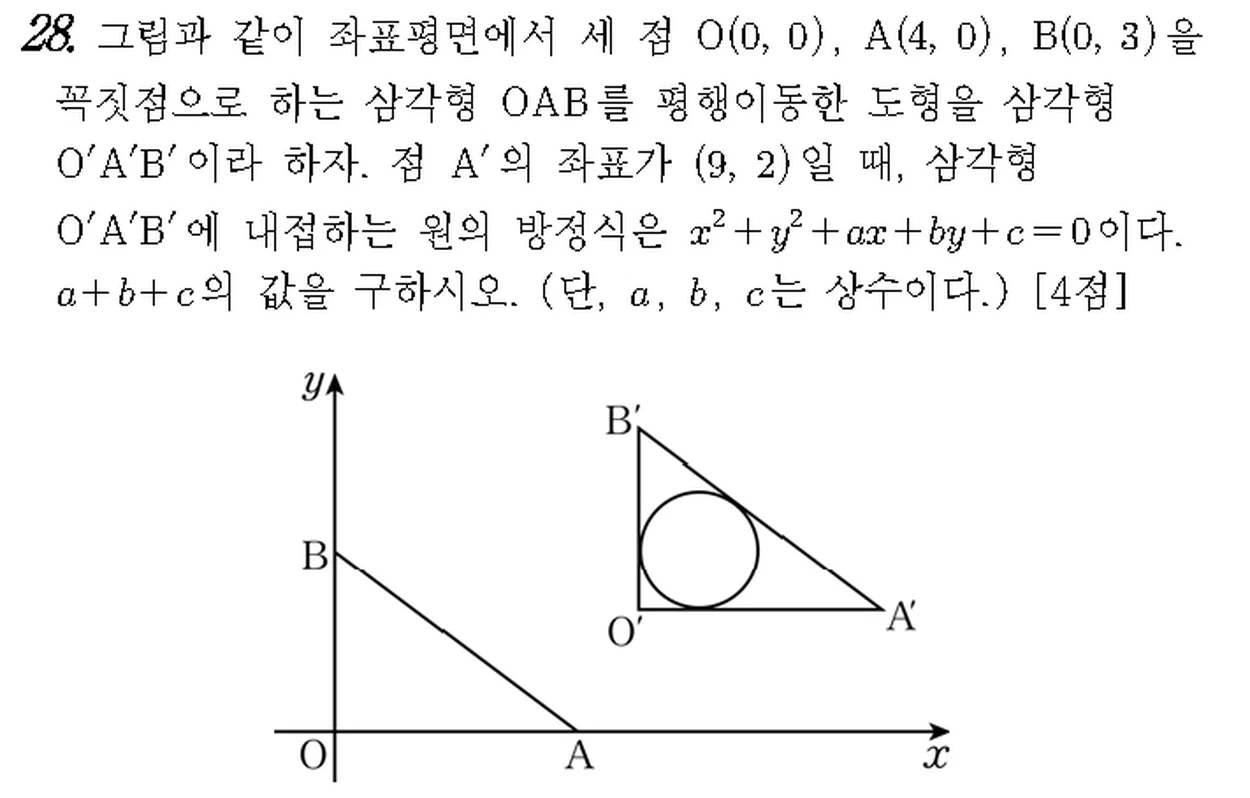 28. 그림과 같이 좌표평면에서 세 점 O(0, 0), A(4, 0), B(0, 3)을
꼭짓점으로 하는 삼각형 OAB를 평행이동한 도형을 삼각형
O′A′B′이라 하자. 점 A′의 좌표가 (9, 2)일 때, 삼각형
O′A′B′에 내접하는 원의 방정식은 x²+y²+ax+by+c=0이다.
a+b+c의 값을 구하시오. (단, a, b, c는 상수이다.) [4점]
y
B′
B
O′
A′
O
A
x